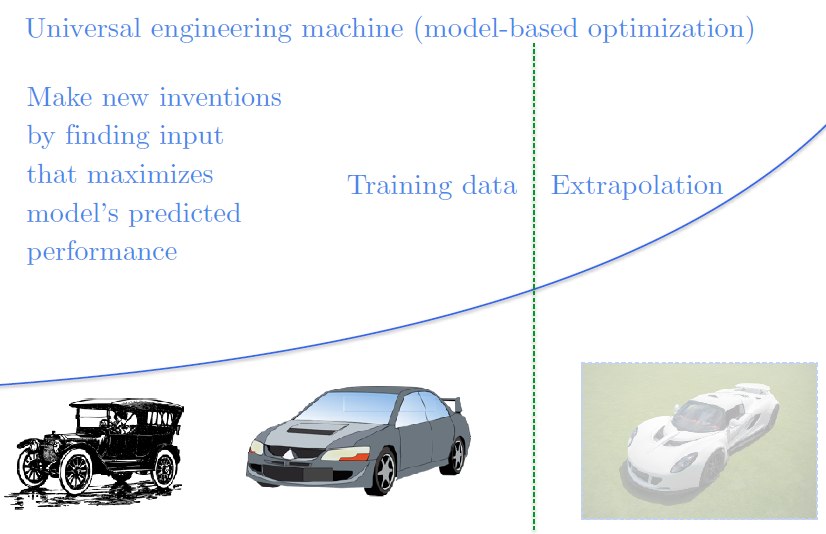 Universal engineering machine (model-based optimization)
Make new inventions
by finding input
that maximizes
model's predicted
performance
Training data
Extrapolation